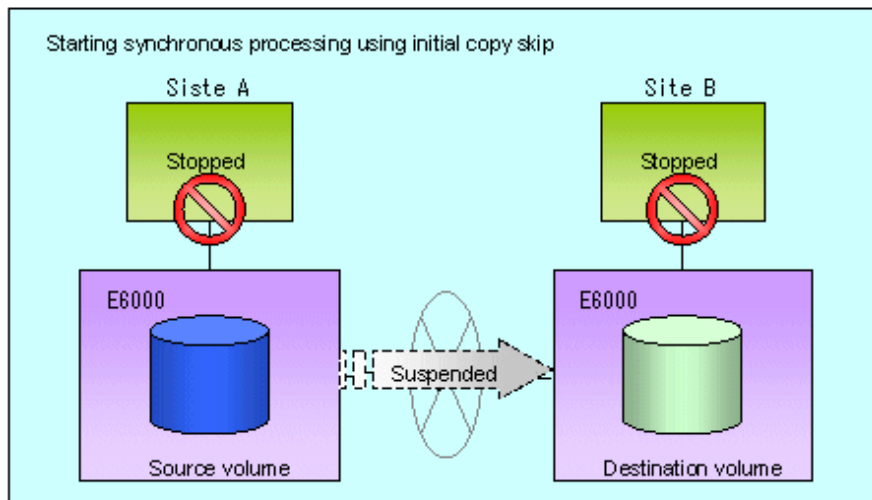 Starting synchronous processing using initial copy skip
Siste A
Site B
Stopped
Stopped
E6000
E6000
Suspended
Source volume
Destination volume